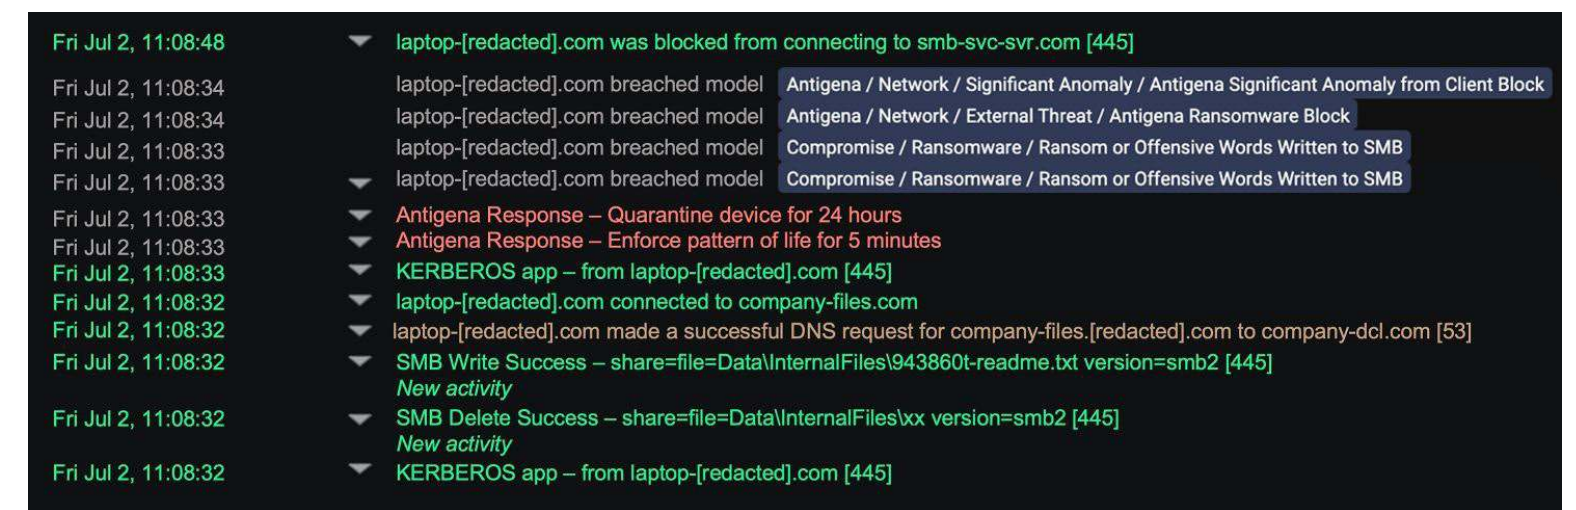 Fri Jul 2, 11:08:48 laptop-[redacted].com was blocked from connecting to smb-svc-svr.com [445]
Fri Jul 2, 11:08:34 laptop-[redacted].com breached model Antigena / Network / Significant Anomaly / Antigena Significant Anomaly from Client Block
Fri Jul 2, 11:08:34 laptop-[redacted].com breached model Antigena / Network / External Threat / Antigena Ransomware Block
Fri Jul 2, 11:08:33 laptop-[redacted].com breached model Compromise / Ransomware / Ransom or Offensive Words Written to SMB
Fri Jul 2, 11:08:33 laptop-[redacted].com breached model Compromise / Ransomware / Ransom or Offensive Words Written to SMB
Fri Jul 2, 11:08:33 Antigena Response – Quarantine device for 24 hours
Fri Jul 2, 11:08:33 Antigena Response – Enforce pattern of life for 5 minutes
Fri Jul 2, 11:08:33 KERBEROS app – from laptop-[redacted].com [445]
Fri Jul 2, 11:08:32 laptop-[redacted].com connected to company-files.com
Fri Jul 2, 11:08:32 laptop-[redacted].com made a successful DNS request for company-files.[redacted].com to company-dcl.com [53]
Fri Jul 2, 11:08:32 SMB Write Success – share=file=Data\InternalFiles\943860t-readme.txt version=smb2 [445]
New activity
Fri Jul 2, 11:08:32 SMB Delete Success – share=file=Data\InternalFiles\xx version=smb2 [445]
New activity
Fri Jul 2, 11:08:32 KERBEROS app – from laptop-[redacted].com [445]